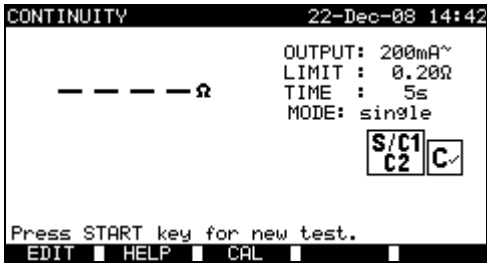 CONTINUITY 22-Dec-08 14:42
OUTPUT: 200mA~
LIMIT : 0.20Ω
----Ω
TIME : 5s
MODE: single
S/C1
C2
C✓
Press START key for new test.
EDIT HELP CAL